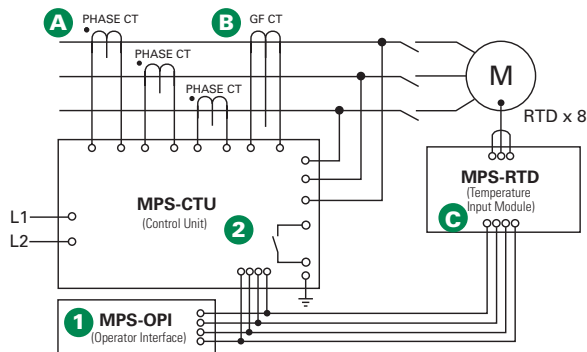 A
PHASE CT
B
GF CT
PHASE CT
PHASE CT
M
RTD x 8
MPS-RTD
(Temperature
Input Module)
C
MPS-CTU
(Control Unit)
2
L1
L2
1
MPS-OPI
(Operator Interface)